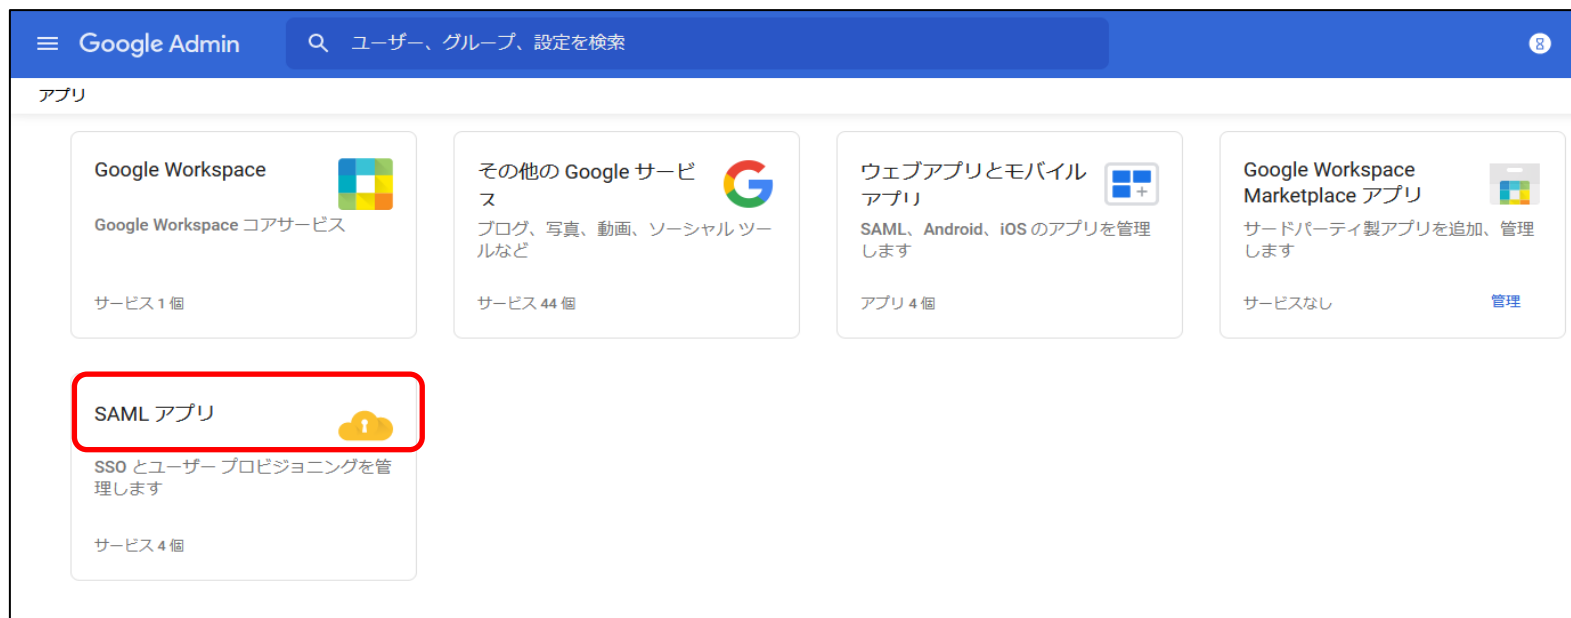 Google Admin
ユーザー、グループ、設定を検索
アプリ
Google Workspace
Google Workspace コアサービス
サービス 1 個
その他の Google サービ
ス
ブログ、写真、動画、ソーシャル ツー
ルなど
サービス 44 個
ウェブアプリとモバイル
アプリ
SAML、Android、iOS のアプリを管理
します
アプリ 4 個
Google Workspace
Marketplace アプリ
サードパーティ製アプリを追加、管理
します
サービスなし
管理
SAML アプリ
SSO とユーザー プロビジョニングを管
理します
サービス 4 個